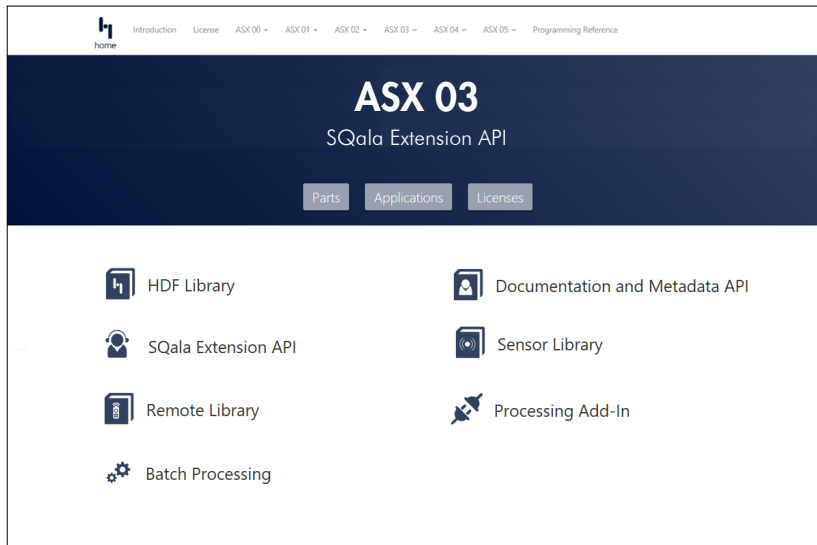 home
Introduction License ASX 00 ASX 01 ASX 02 ASX 03 ASX 04 ASX 05 Programming Reference
ASX 03
SQala Extension API
Parts Applications Licenses
HDF Library
Documentation and Metadata API
SQala Extension API
Sensor Library
Remote Library
Processing Add-In
Batch Processing